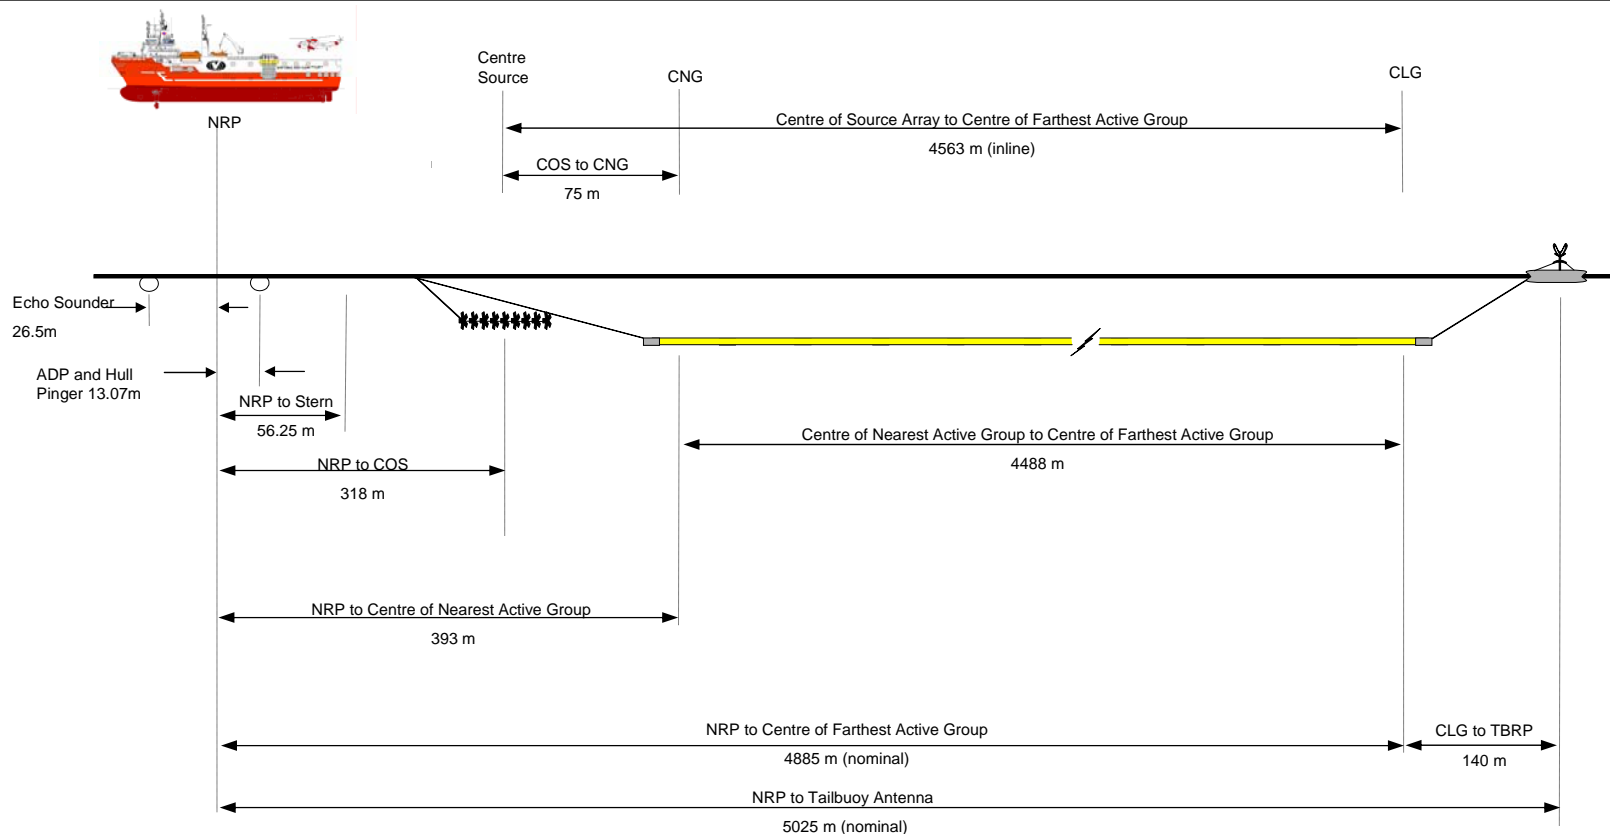 NRP
Centre
Source
CNG
CLG
Centre of Source Array to Centre of Farthest Active Group
4563 m (inline)
COS to CNG
75 m
Echo Sounder
26.5m
ADP and Hull
Pinger 13.07m
NRP to Stern
56.25 m
Centre of Nearest Active Group to Centre of Farthest Active Group
4488 m
NRP to COS
318 m
NRP to Centre of Nearest Active Group
393 m
NRP to Centre of Farthest Active Group
4885 m (nominal)
CLG to TBRP
140 m
NRP to Tailbuoy Antenna
5025 m (nominal)